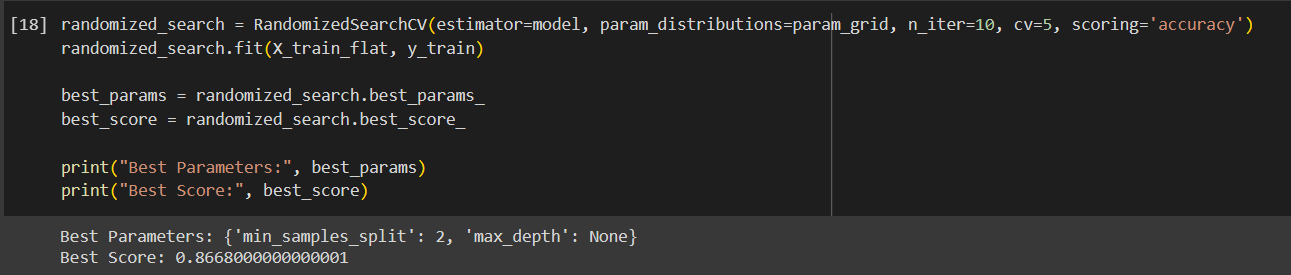 [18] randomized_search = RandomizedSearchCV(estimator=model, param_distributions=param_grid, n_iter=10, cv=5, scoring='accuracy')
randomized_search.fit(X_train_flat, y_train)
best_params = randomized_search.best_params_
best_score = randomized_search.best_score_
print("Best Parameters:", best_params)
print("Best Score:", best_score)
Best Parameters: {'min_samples_split': 2, 'max_depth': None}
Best Score: 0.8668000000000001